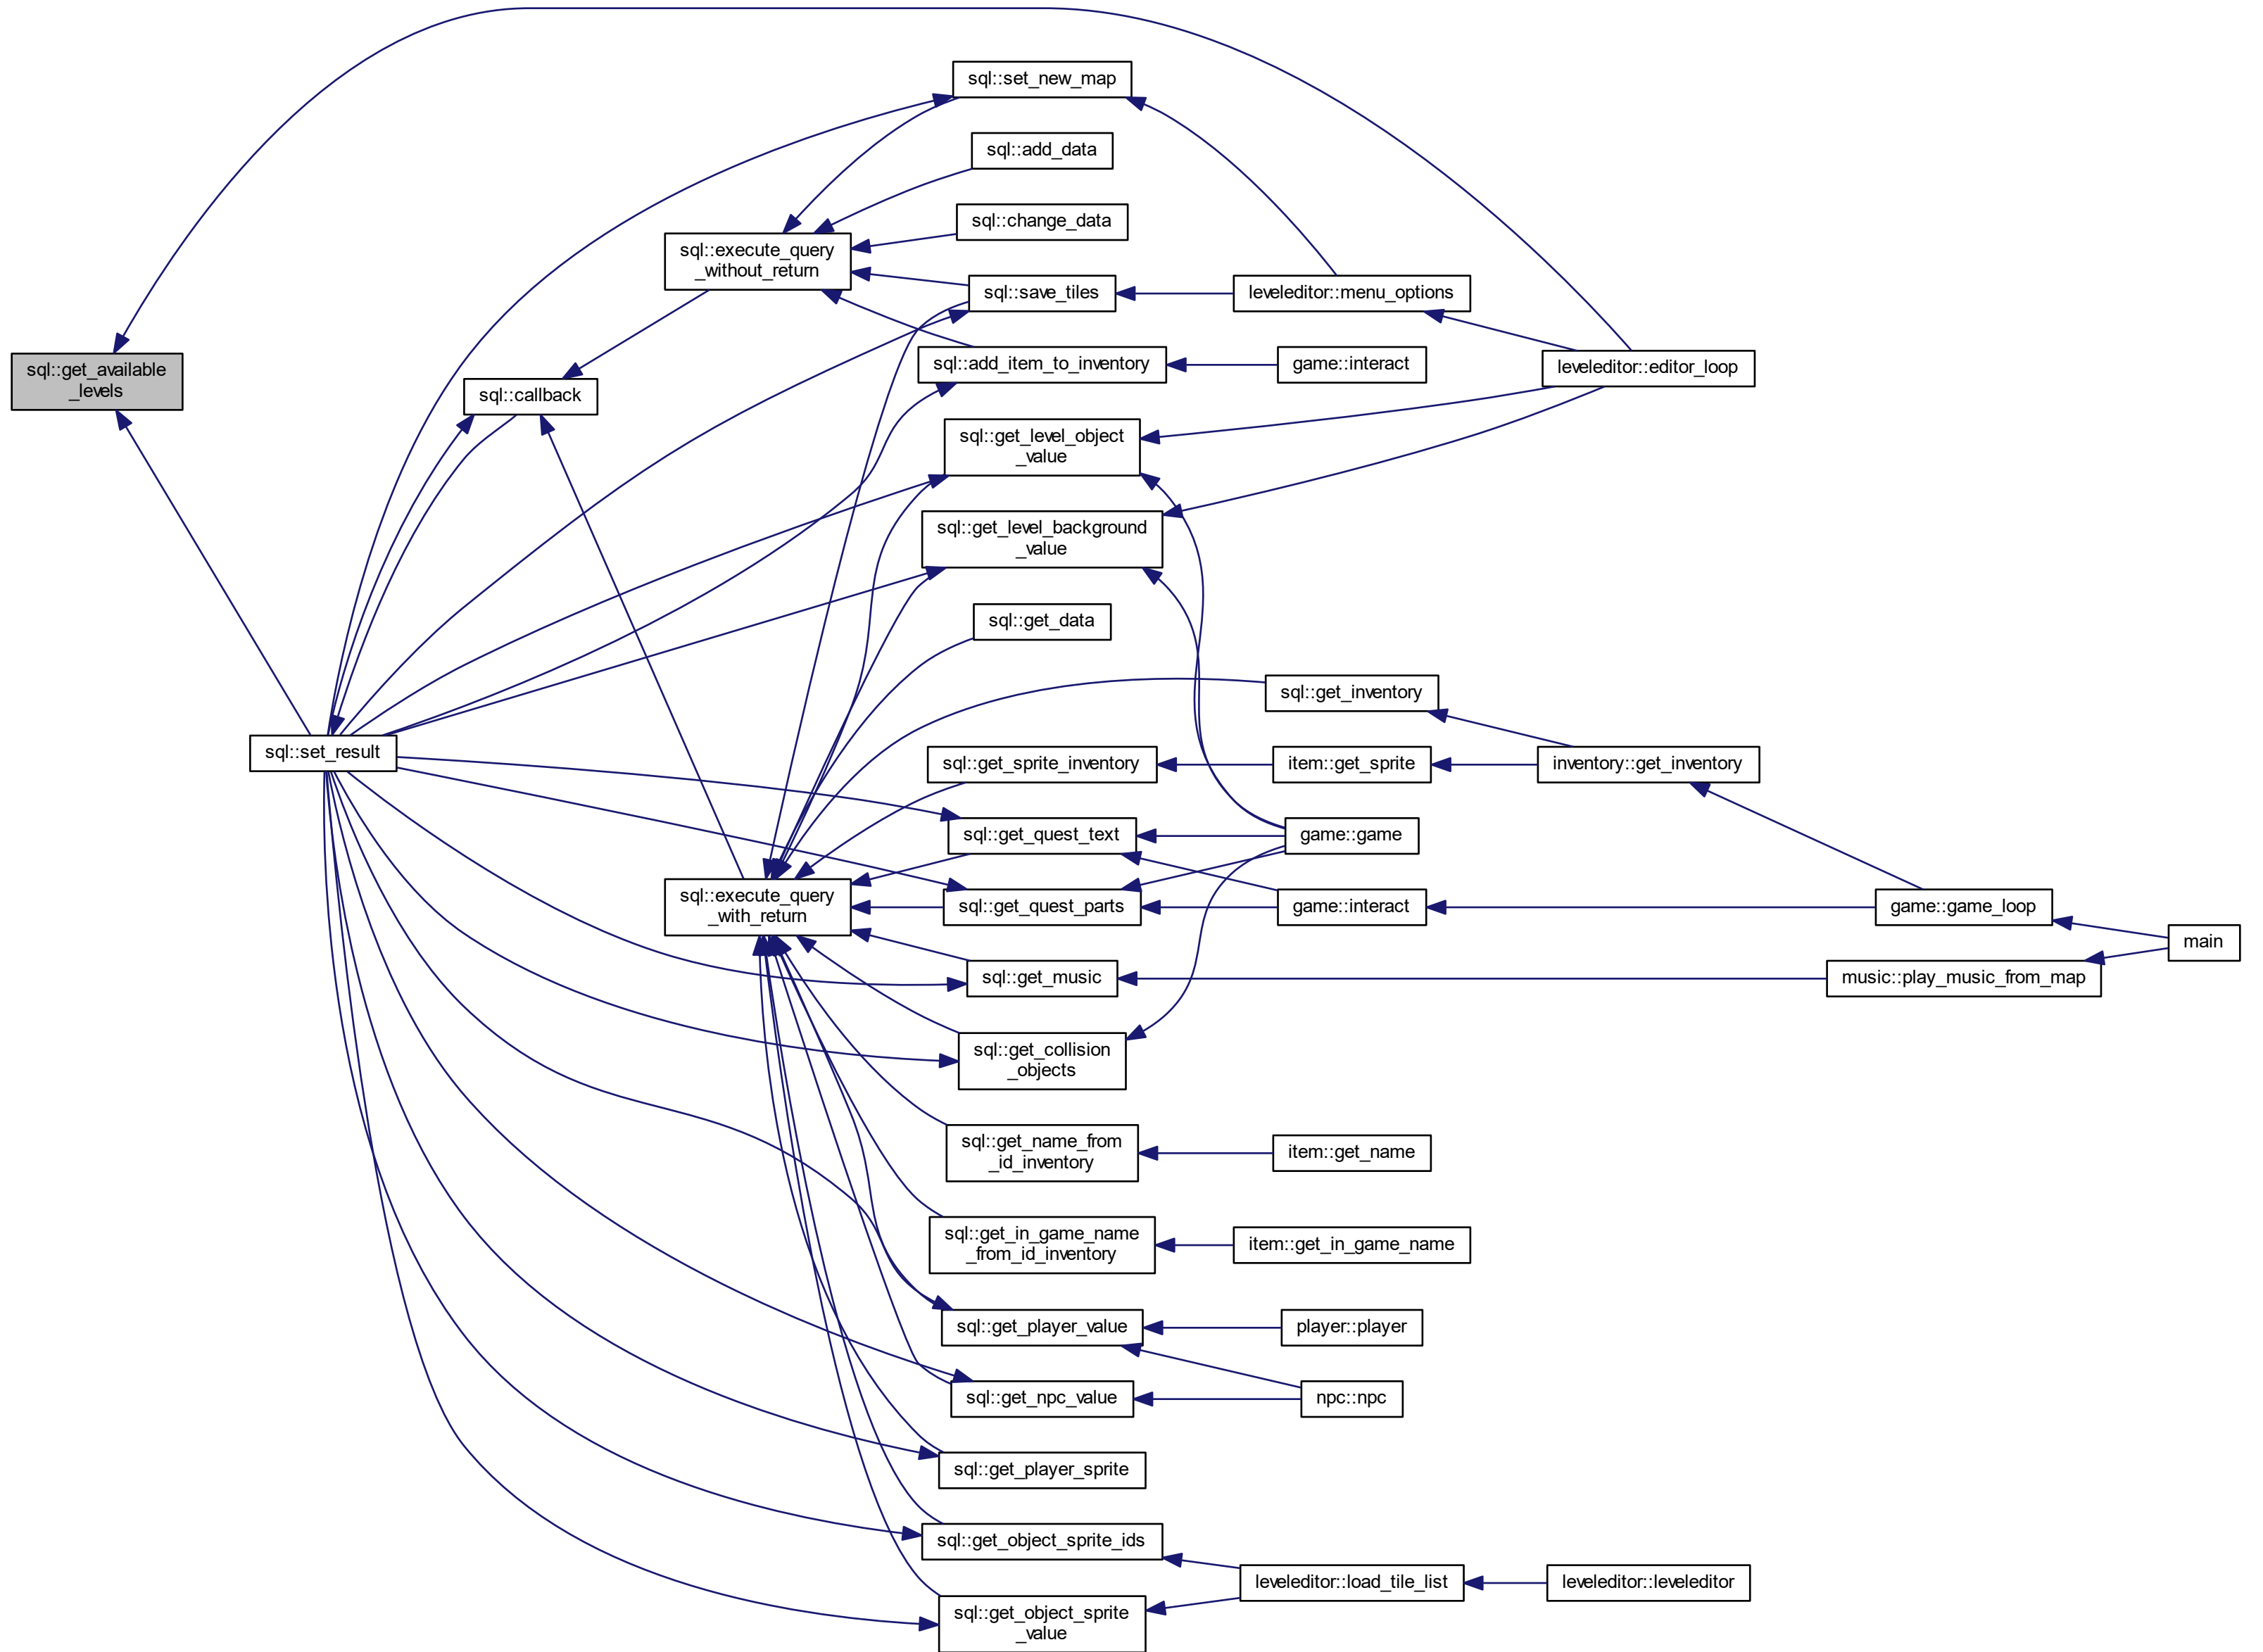 sql::get_available
_levels
sql::set_result
sql::callback
sql::execute_query
_without_return
sql::execute_query
_with_return
sql::set_new_map
sql::add_data
sql::change_data
sql::save_tiles
sql::add_item_to_inventory
sql::get_level_object
_value
sql::get_level_background
_value
sql::get_data
sql::get_inventory
sql::get_sprite_inventory
sql::get_quest_text
sql::get_quest_parts
sql::get_music
sql::get_collision
_objects
sql::get_name_from
_id_inventory
sql::get_in_game_name
_from_id_inventory
sql::get_player_value
sql::get_npc_value
sql::get_player_sprite
sql::get_object_sprite_ids
sql::get_object_sprite
_value
leveleditor::menu_options
game::interact
item::get_sprite
game::game
game::interact
item::get_name
item::get_in_game_name
player::player
npc::npc
leveleditor::load_tile_list
leveleditor::editor_loop
inventory::get_inventory
leveleditor::leveleditor
game::game_loop
music::play_music_from_map
main